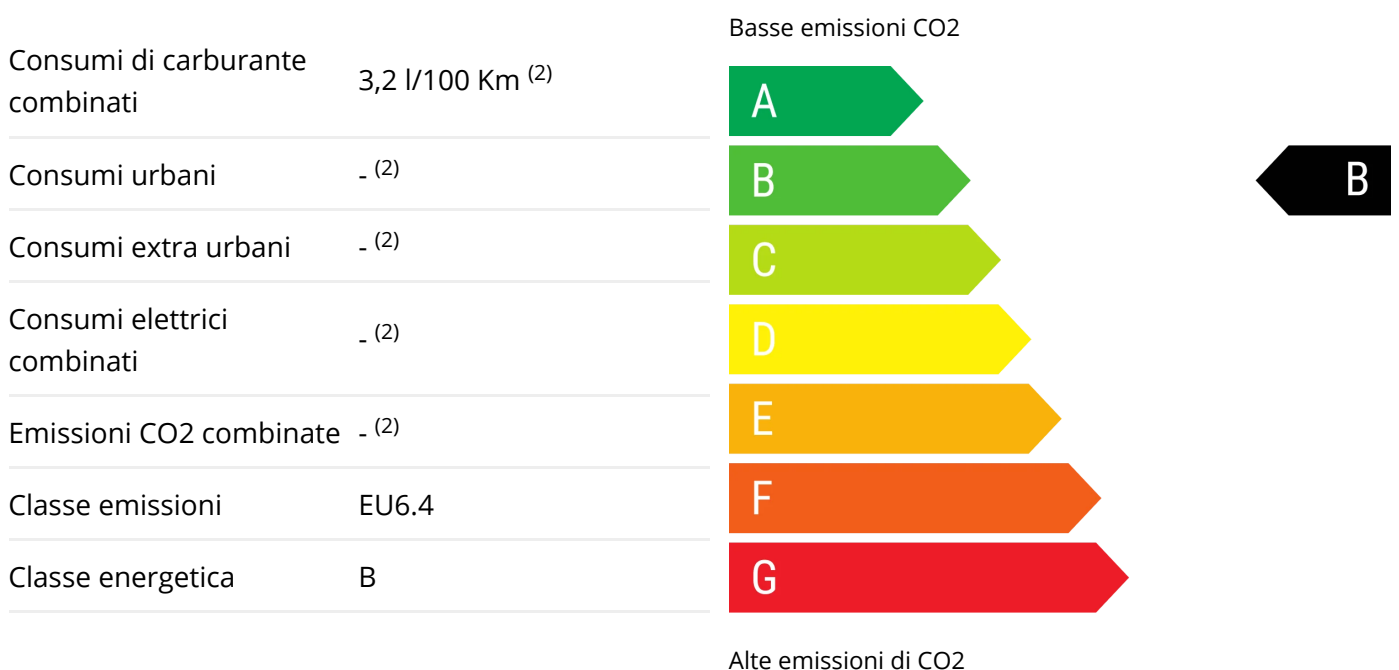 Consumi di carburante
combinati
3,2 l/100 Km (2)
Consumi urbani
- (2)
Consumi extra urbani
- (2)
Consumi elettrici
combinati
- (2)
Emissioni CO2 combinate
- (2)
Classe emissioni
EU6.4
Classe energetica
B
Basse emissioni CO2
A
B
B
C
D
E
F
G
Alte emissioni di CO2